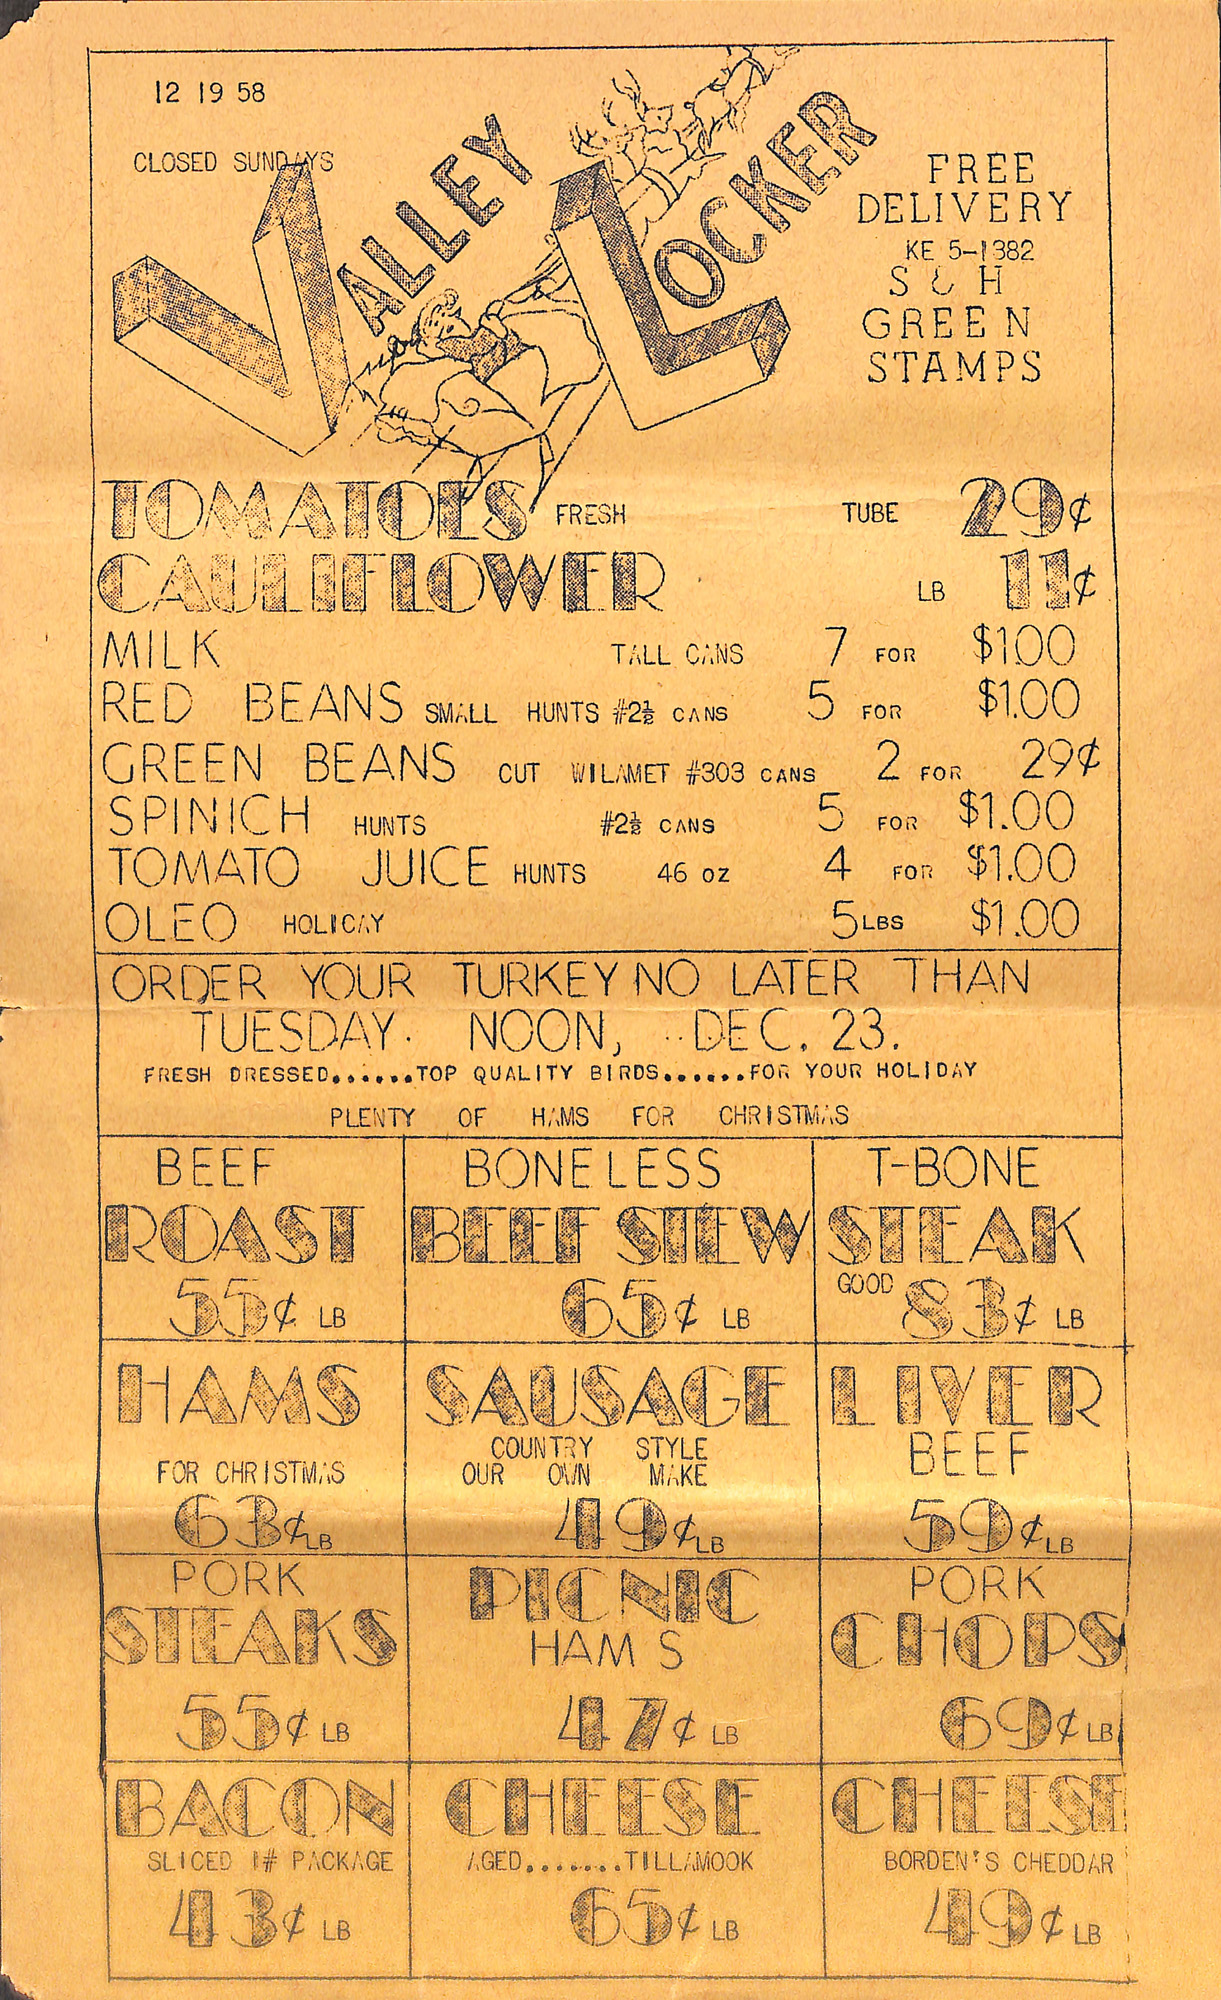 12 19 58
CLOSED SUNDAYS
VALLEY LOCKER
FREE
DELIVERY
KE 5-1382
S & H
GREEN
STAMPS
TOMATOES FRESH TUBE 29¢
CAULIFLOWER LB 11¢
MILK TALL CANS 7 FOR $1.00
RED BEANS SMALL HUNTS #2½ CANS 5 FOR $1.00
GREEN BEANS CUT WILAMET #303 CANS 2 FOR 29¢
SPINICH HUNTS #2½ CANS 5 FOR $1.00
TOMATO JUICE HUNTS 46 OZ 4 FOR $1.00
OLEO HOLICAY 5 LBS $1.00
ORDER YOUR TURKEY NO LATER THAN
TUESDAY. NOON, ..DEC. 23.
FRESH DRESSED......TOP QUALITY BIRDS......FOR YOUR HOLIDAY
PLENTY OF HAMS FOR CHRISTMAS
BEEF
ROAST
55¢ LB
BONELESS
BEEF STEW
65¢ LB
T-BONE
STEAK
GOOD 83¢ LB
HAMS
FOR CHRISTMAS
63¢ LB
SAUSAGE
COUNTRY STYLE
OUR OWN MAKE
49¢ LB
LIVER
BEEF
59¢ LB
PORK
STEAKS
55¢ LB
PICNIC
HAMS
47¢ LB
PORK
CHOPS
69¢ LB
BACON
SLICED 1# PACKAGE
43¢ LB
CHEESE
AGED........TILLAMOOK
65¢ LB
CHEESE
BORDEN'S CHEDDAR
49¢ LB